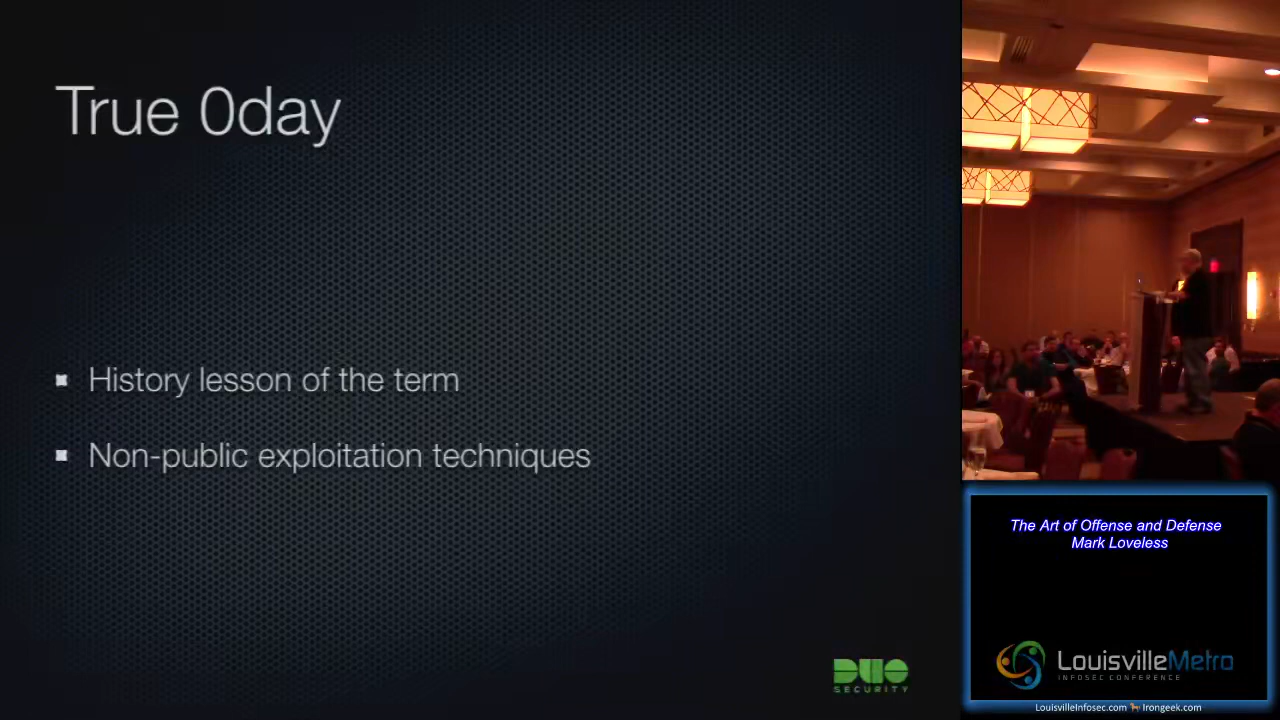 True 0day
History lesson of the term
Non-public exploitation techniques
DUO
SECURITY
The Art of Offense and Defense
Mark Loveless
LouisvilleMetro
INFOSEC CONFERENCE
LouisvilleInfosec.com Irongeek.com